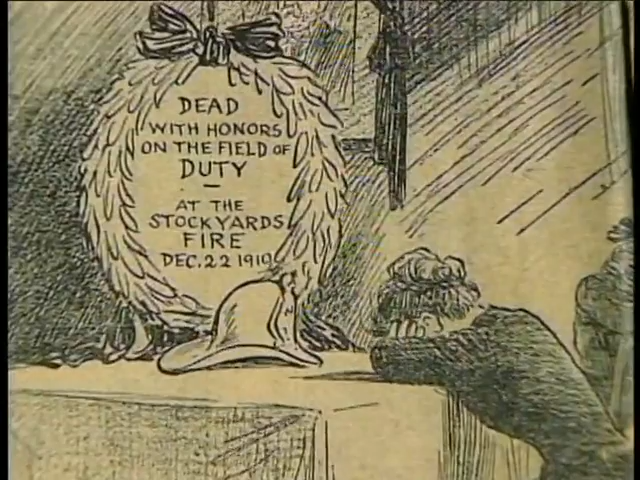 DEAD
WITH HONORS
ON THE FIELD OF
DUTY
—
AT THE
STOCKYARDS
FIRE
DEC. 22 1910